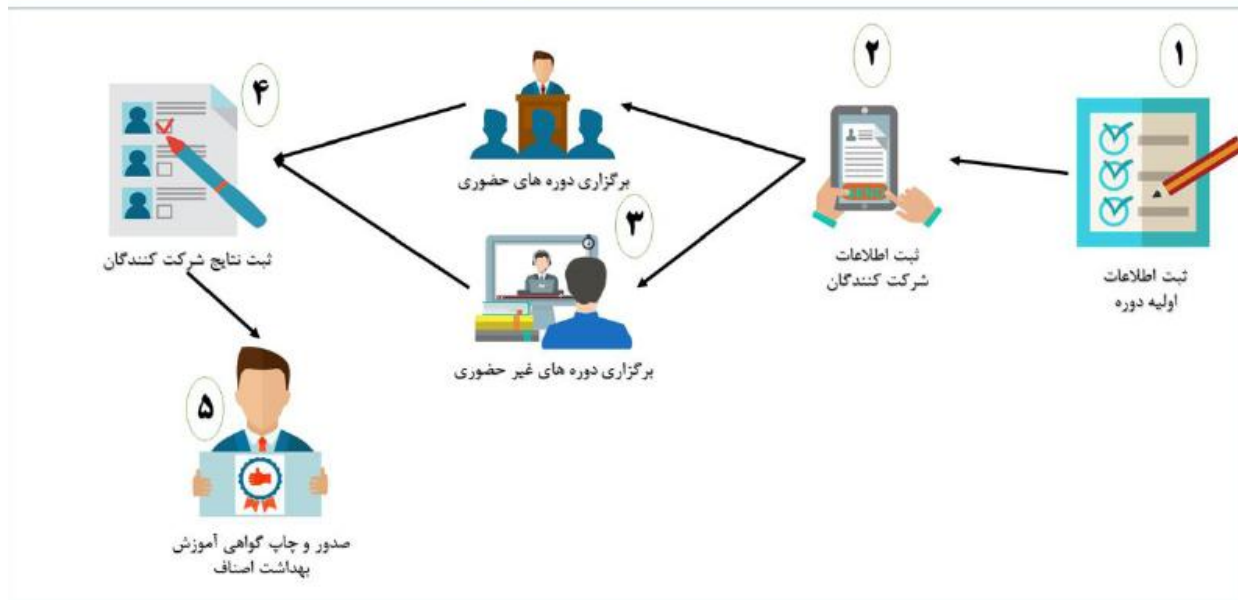 ۱
ثبت اطلاعات
اولیه دوره
۲
ثبت اطلاعات
شرکت کنندگان
برگزاری دوره های حضوری
۳
برگزاری دوره های غیر حضوری
۴
ثبت نتایج شرکت کنندگان
۵
صدور و چاپ گواهی آموزش
بهداشت اصناف